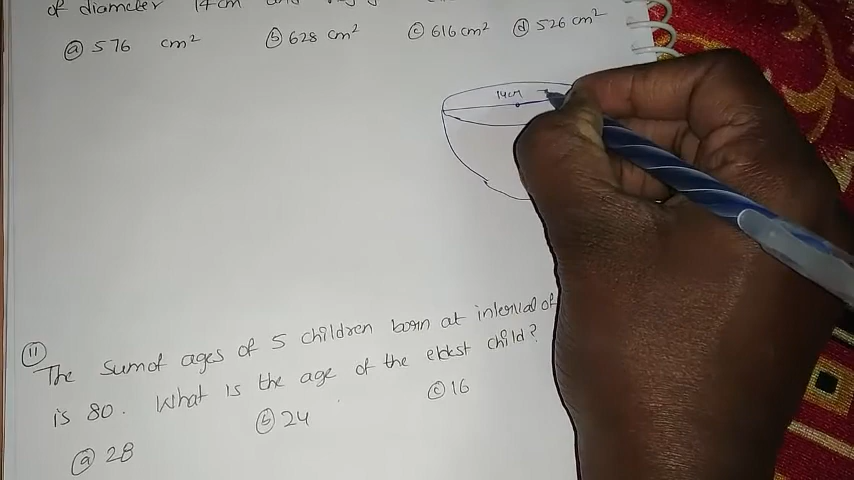 of diameter 14cm
ⓐ 576 cm² ⓑ 628 cm² ⓒ 616 cm² ⓓ 526 cm²
14cm
⑪
The sum of ages of 5 children born at interval of
is 80. What is the age of the eldest child?
ⓐ 28 ⓑ 24 ⓒ 16